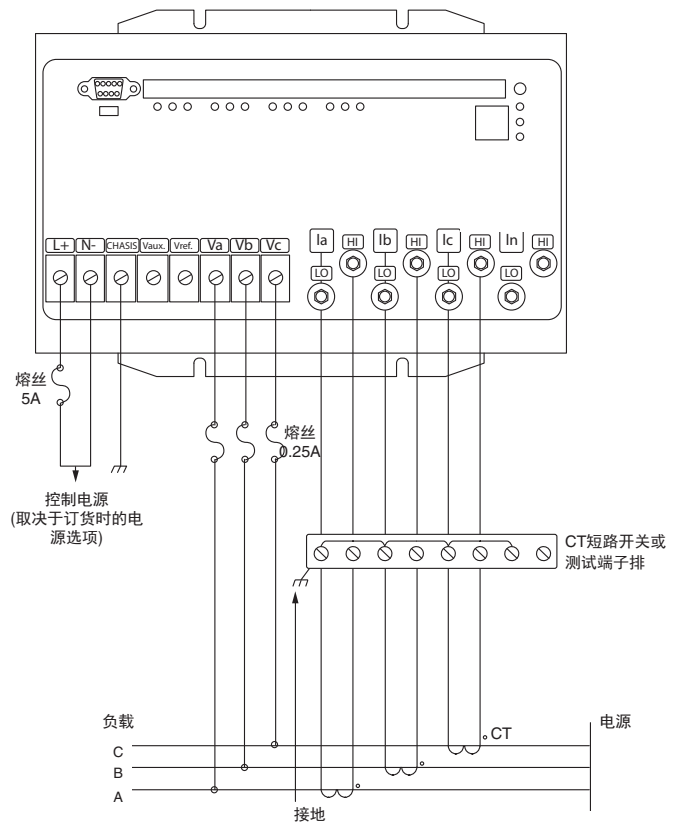 Ia Ib Ic In
HI HI HI HI
L+ N- CHASIS Vaux. Vref. Va Vb Vc
LO LO LO LO
熔丝
5A
熔丝
0.25A
控制电源
(取决于订货时的电
源选项)
CT短路开关或
测试端子排
负载
电源
CT
C
B
A
接地